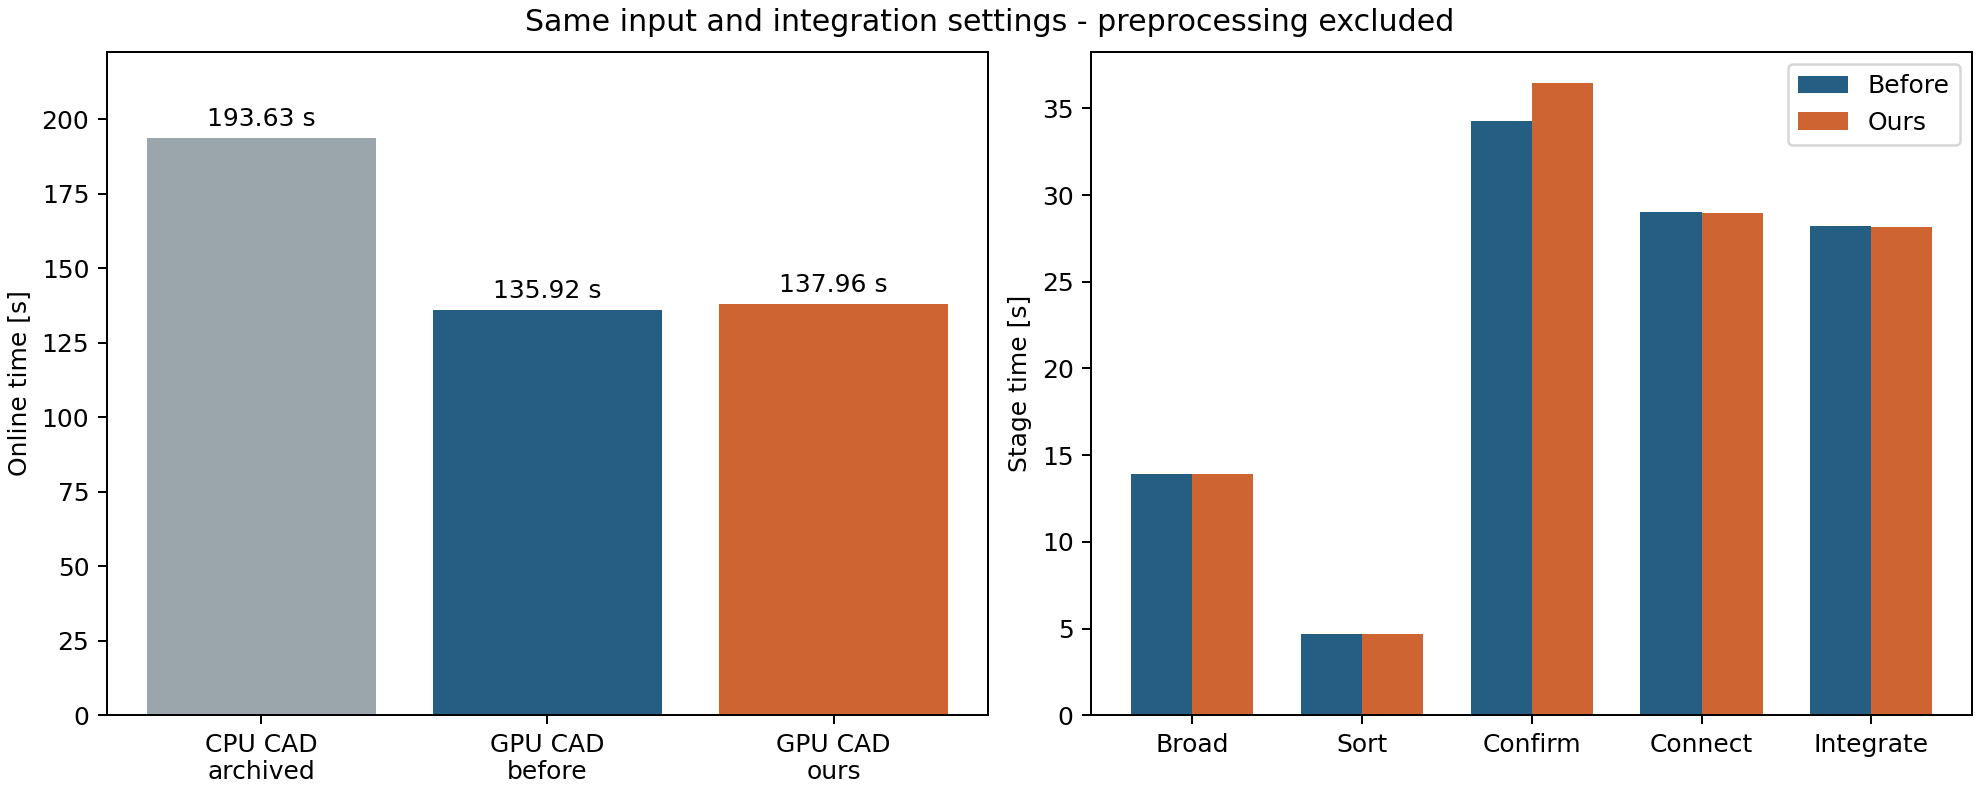 Same input and integration settings - preprocessing excluded
Online time [s]
200
175
150
125
100
75
50
25
0
193.63 s
135.92 s
137.96 s
CPU CAD
archived
GPU CAD
before
GPU CAD
ours
Stage time [s]
35
30
25
20
15
10
5
0
Before
Ours
Broad
Sort
Confirm
Connect
Integrate